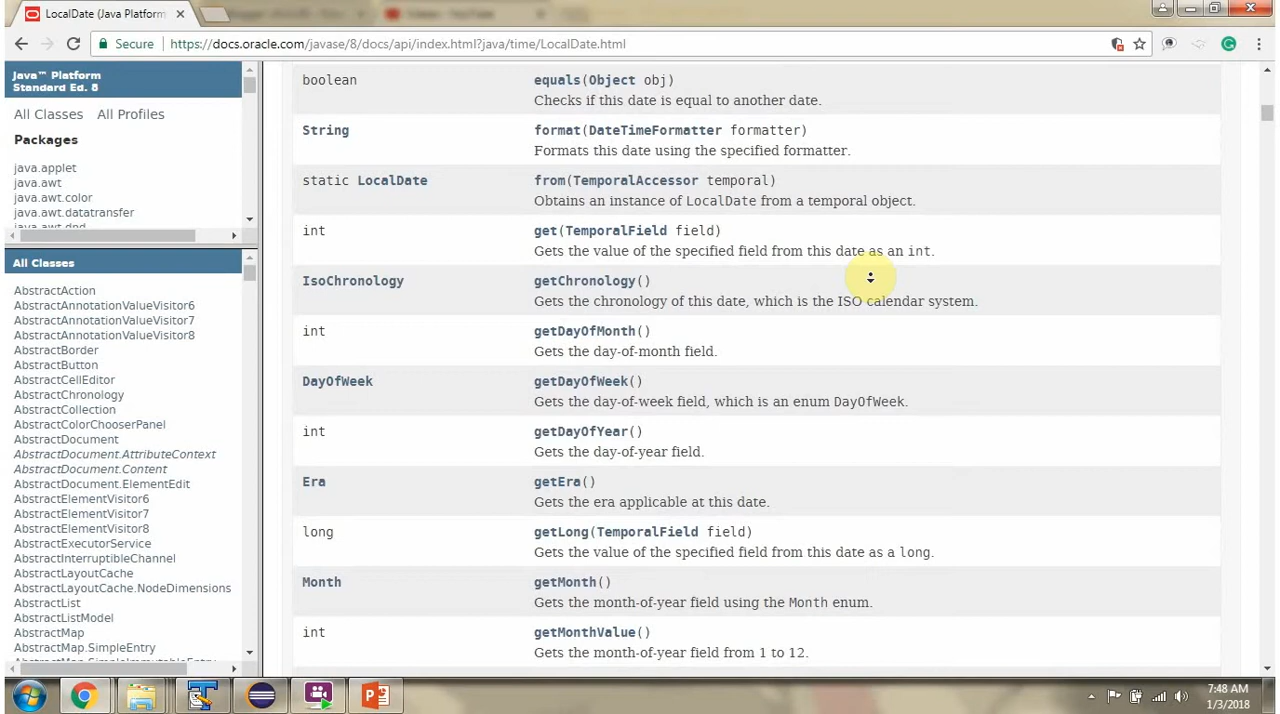 LocalDate (Java Platform
Secure
https://docs.oracle.com/javase/8/docs/api/index.html?java/time/LocalDate.html
Java™ Platform
Standard Ed. 8
All Classes All Profiles
Packages
java.applet
java.awt
java.awt.color
java.awt.datatransfer
java.awt.dnd
All Classes
AbstractAction
AbstractAnnotationValueVisitor6
AbstractAnnotationValueVisitor7
AbstractAnnotationValueVisitor8
AbstractBorder
AbstractButton
AbstractCellEditor
AbstractChronology
AbstractCollection
AbstractColorChooserPanel
AbstractDocument
AbstractDocument.AttributeContext
AbstractDocument.Content
AbstractDocument.ElementEdit
AbstractElementVisitor6
AbstractElementVisitor7
AbstractElementVisitor8
AbstractExecutorService
AbstractInterruptibleChannel
AbstractLayoutCache
AbstractLayoutCache.NodeDimensions
AbstractList
AbstractListModel
AbstractMap
AbstractMap.SimpleEntry
AbstractMap.SimpleImmutableEntry
boolean equals(Object obj)
Checks if this date is equal to another date.
String format(DateTimeFormatter formatter)
Formats this date using the specified formatter.
static LocalDate from(TemporalAccessor temporal)
Obtains an instance of LocalDate from a temporal object.
int get(TemporalField field)
Gets the value of the specified field from this date as an int.
IsoChronology getChronology()
Gets the chronology of this date, which is the ISO calendar system.
int getDayOfMonth()
Gets the day-of-month field.
DayOfWeek getDayOfWeek()
Gets the day-of-week field, which is an enum DayOfWeek.
int getDayOfYear()
Gets the day-of-year field.
Era getEra()
Gets the era applicable at this date.
long getLong(TemporalField field)
Gets the value of the specified field from this date as a long.
Month getMonth()
Gets the month-of-year field using the Month enum.
int getMonthValue()
Gets the month-of-year field from 1 to 12.
7:48 AM
1/3/2018